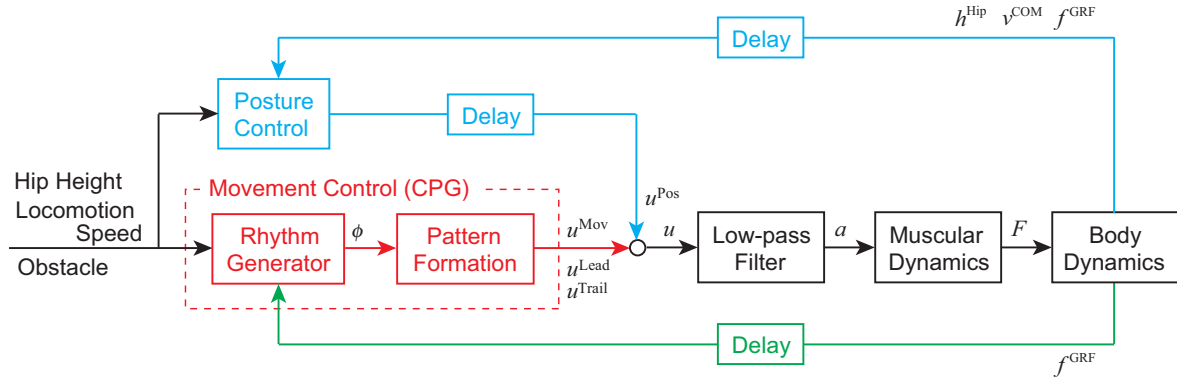 h^Hip v^COM f^GRF
Delay
Posture
Control
Delay
Hip Height
Locomotion
Speed
Obstacle
Movement Control (CPG)
Rhythm
Generator
ϕ
Pattern
Formation
u^Mov
u^Lead
u^Trail
u^Pos
u
Low-pass
Filter
a
Muscular
Dynamics
F
Body
Dynamics
Delay
f^GRF